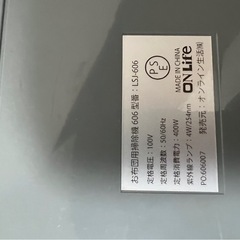 お布団用掃除機 606 型番：LSJ-606
定格電圧：100V
定格周波数：50/60Hz
定格消費電力：400W
紫外線ランプ：4W/254nm
PO:606007
P S
E
MADE IN CHINA
ON Life
発売元：オンライン生活㈱